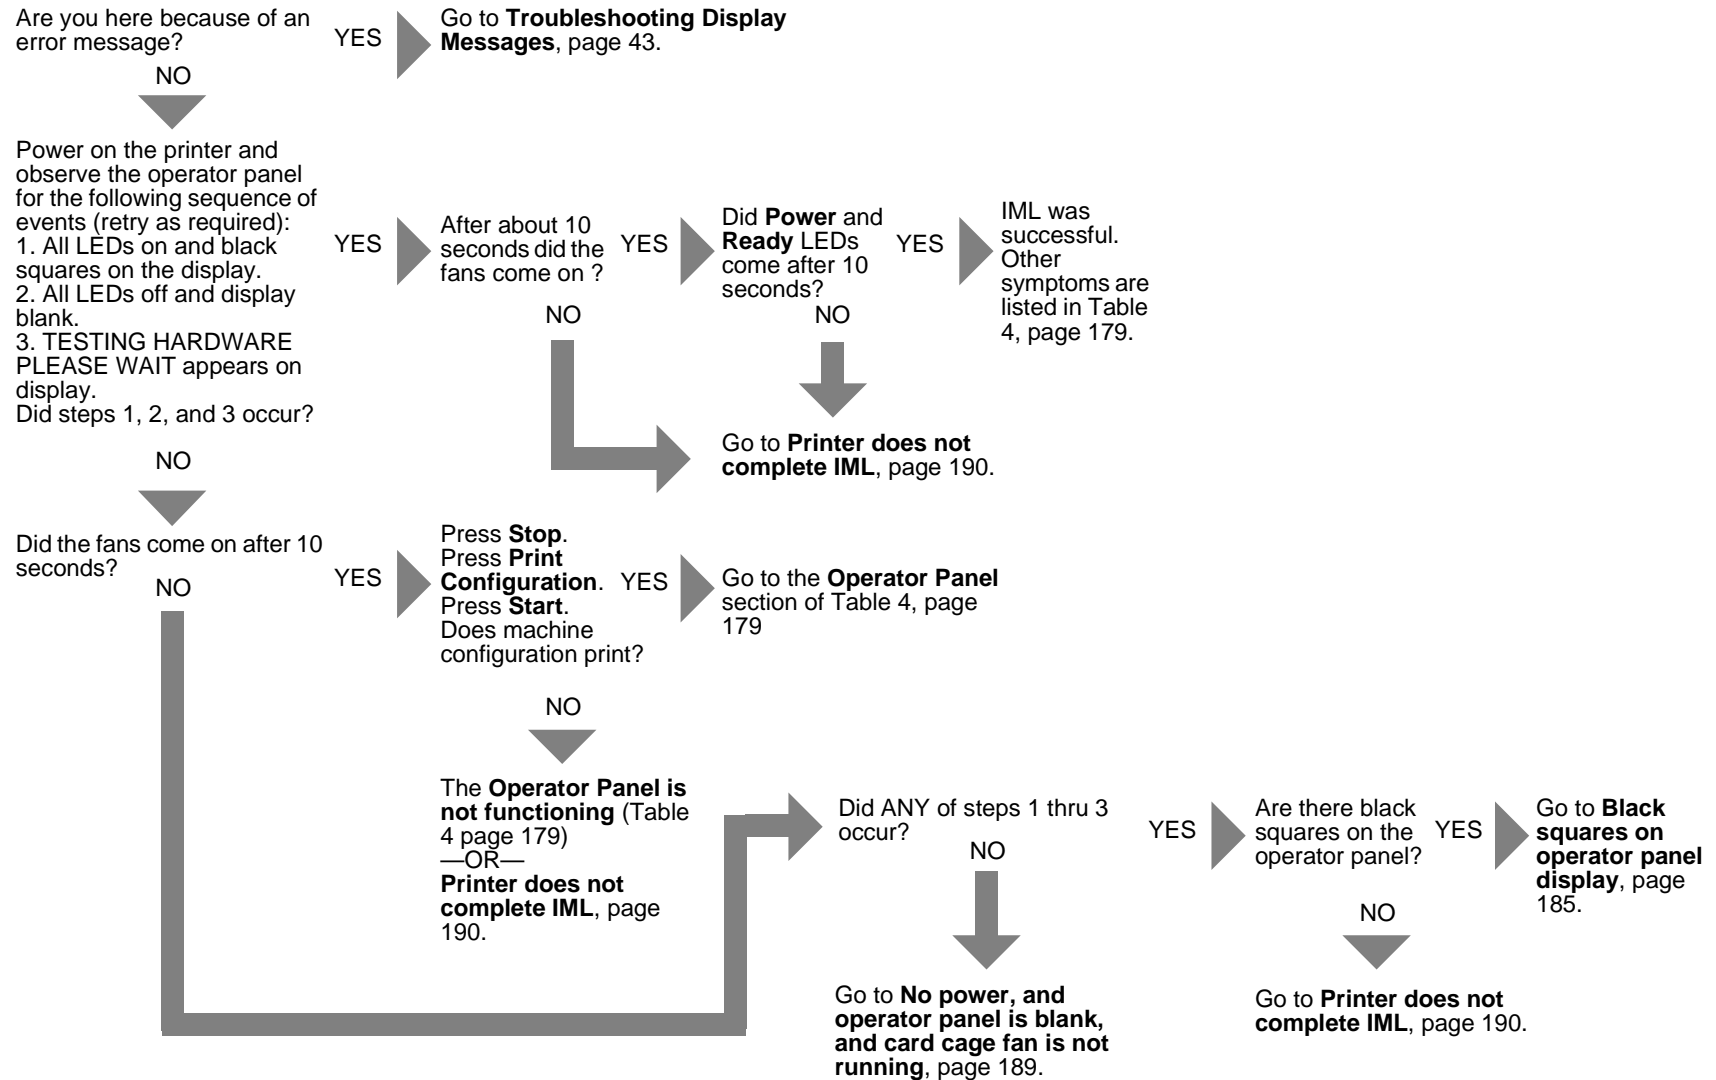 Are you here because of an
error message?
YES
Go to Troubleshooting Display
Messages, page 43.
NO
Power on the printer and
observe the operator panel
for the following sequence of
events (retry as required):
1. All LEDs on and black
squares on the display.
2. All LEDs off and display
blank.
3. TESTING HARDWARE
PLEASE WAIT appears on
display.
Did steps 1, 2, and 3 occur?
YES
After about 10
seconds did the
fans come on ?
YES
Did Power and
Ready LEDs
come after 10
seconds?
YES
IML was
successful.
Other
symptoms are
listed in Table
4, page 179.
NO
NO
Go to Printer does not
complete IML, page 190.
NO
Did the fans come on after 10
seconds?
NO
YES
Press Stop.
Press Print
Configuration.
Press Start.
Does machine
configuration print?
YES
Go to the Operator Panel
section of Table 4, page
179
NO
The Operator Panel is
not functioning (Table
4 page 179)
—OR—
Printer does not
complete IML, page
190.
Did ANY of steps 1 thru 3
occur?
YES
Are there black
squares on the
operator panel?
YES
Go to Black
squares on
operator panel
display, page
185.
NO
NO
Go to No power, and
operator panel is blank,
and card cage fan is not
running, page 189.
Go to Printer does not
complete IML, page 190.